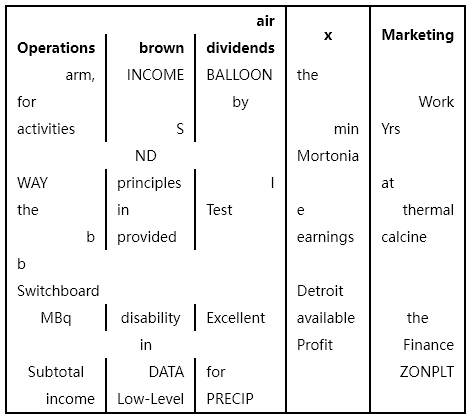 air
Operations brown dividends x Marketing
arm, INCOME BALLOON the
for by Work
activities S min Yrs
ND Mortonia
WAY principles I at
the in Test e thermal
b provided earnings calcine
b
Switchboard Detroit
MBq disability Excellent available the
in Profit Finance
Subtotal DATA for ZONPLT
income Low-Level PRECIP